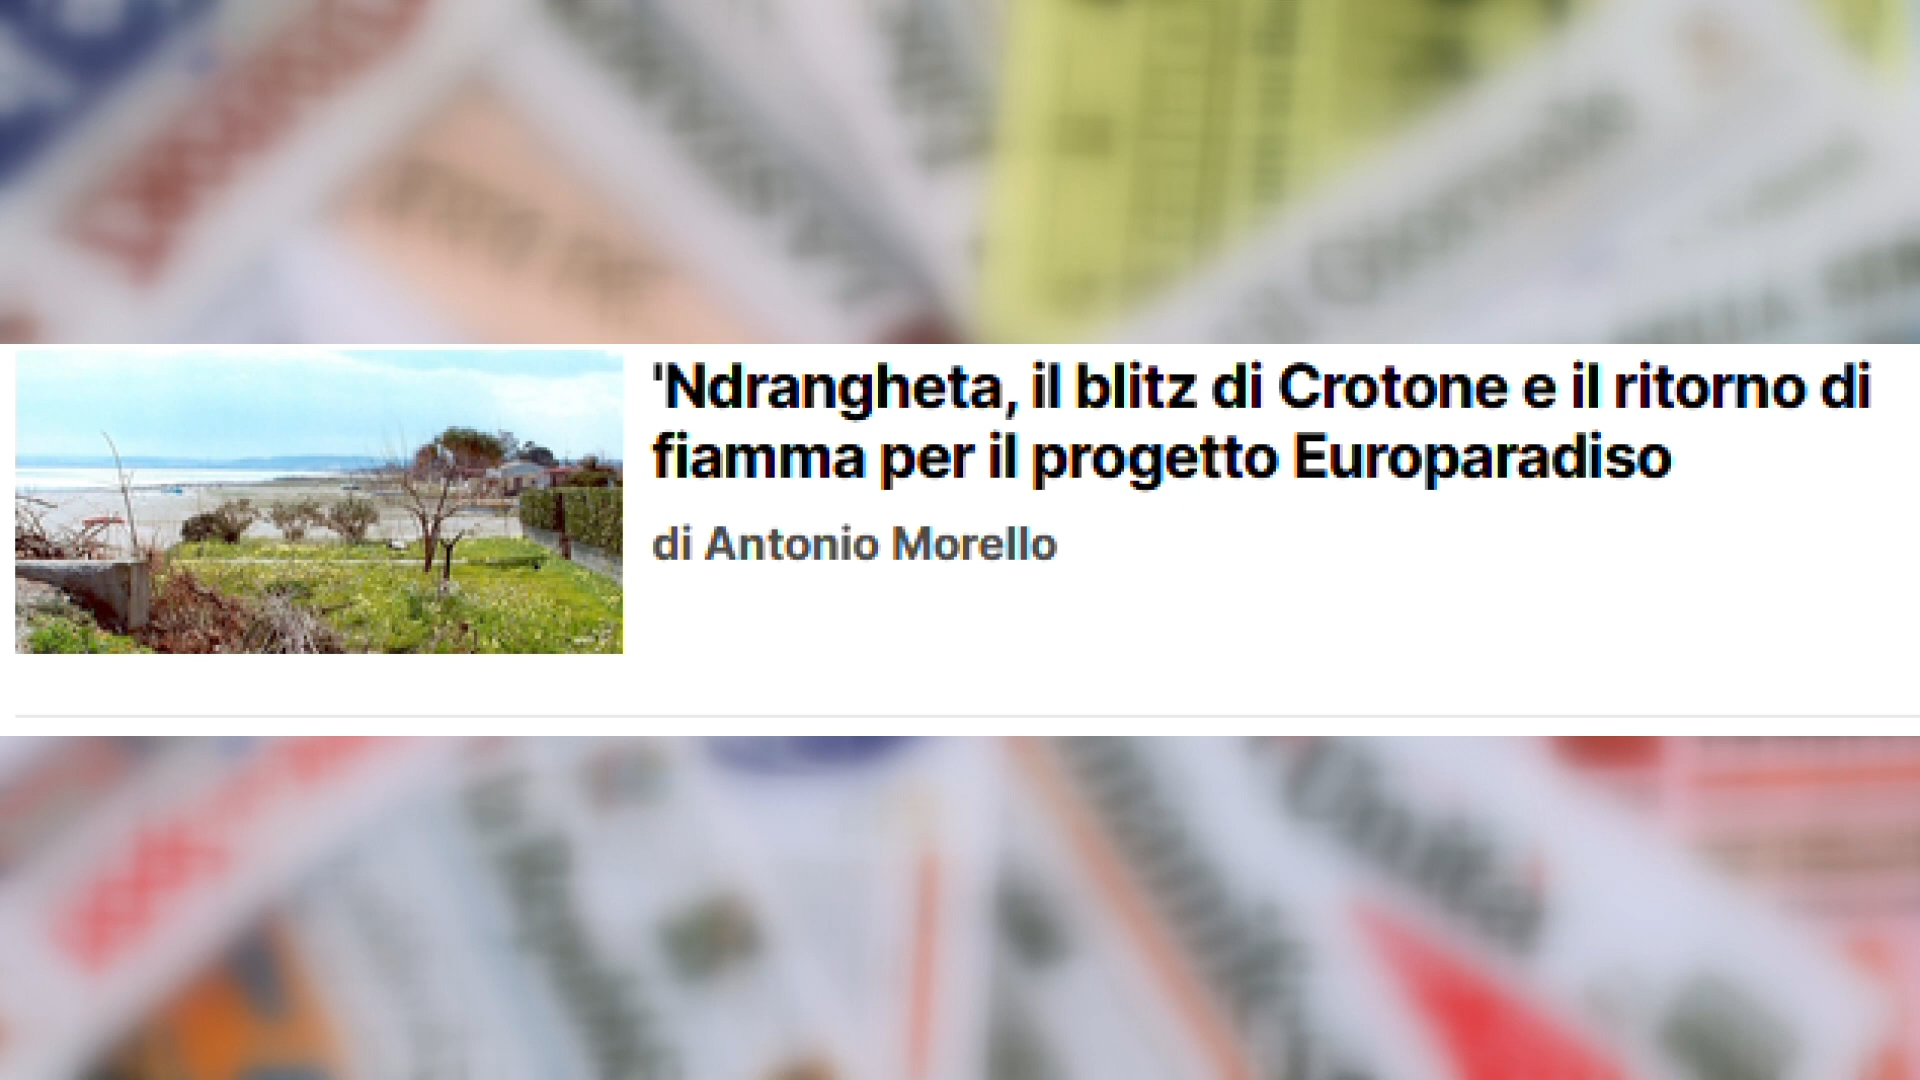 'Ndrangheta, il blitz di Crotone e il ritorno di
fiamma per il progetto Europaradiso
di Antonio Morello